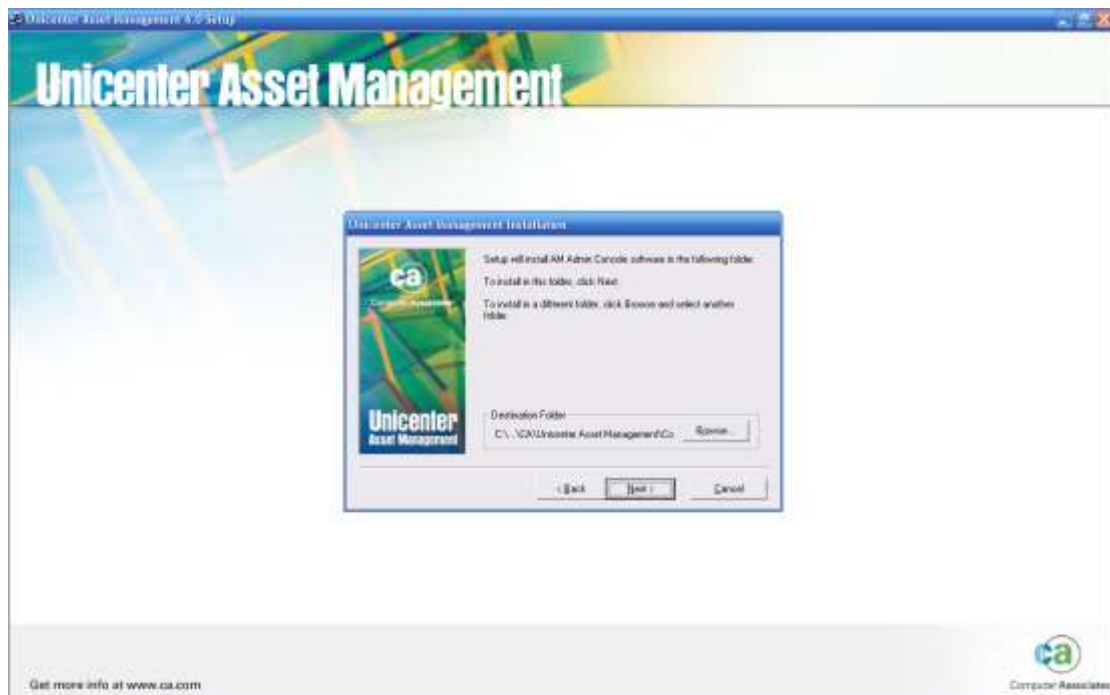 Unicenter Asset Management 4.0 Setup
Unicenter Asset Management
Unicenter Asset Management Installation
ca
Computer Associates
Unicenter
Asset Management
Setup will install AM Admin Console software in the following folder.
To install in this folder, click Next.
To install in a different folder, click Browse and select another
folder.
Destination Folder
C:\...\CA\Unicenter Asset Management\Co
Browse...
< Back
Next >
Cancel
Get more info at www.ca.com
ca
Computer Associates